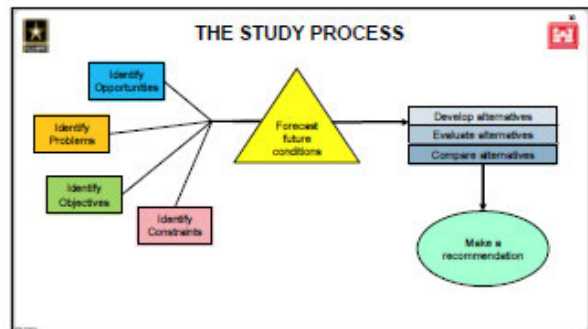 THE STUDY PROCESS
Identify
Opportunities
Identify
Problems
Identify
Objectives
Identify
Constraints
Forecast
future
conditions
Develop alternatives
Evaluate alternatives
Compare alternatives
Make a
recommendation